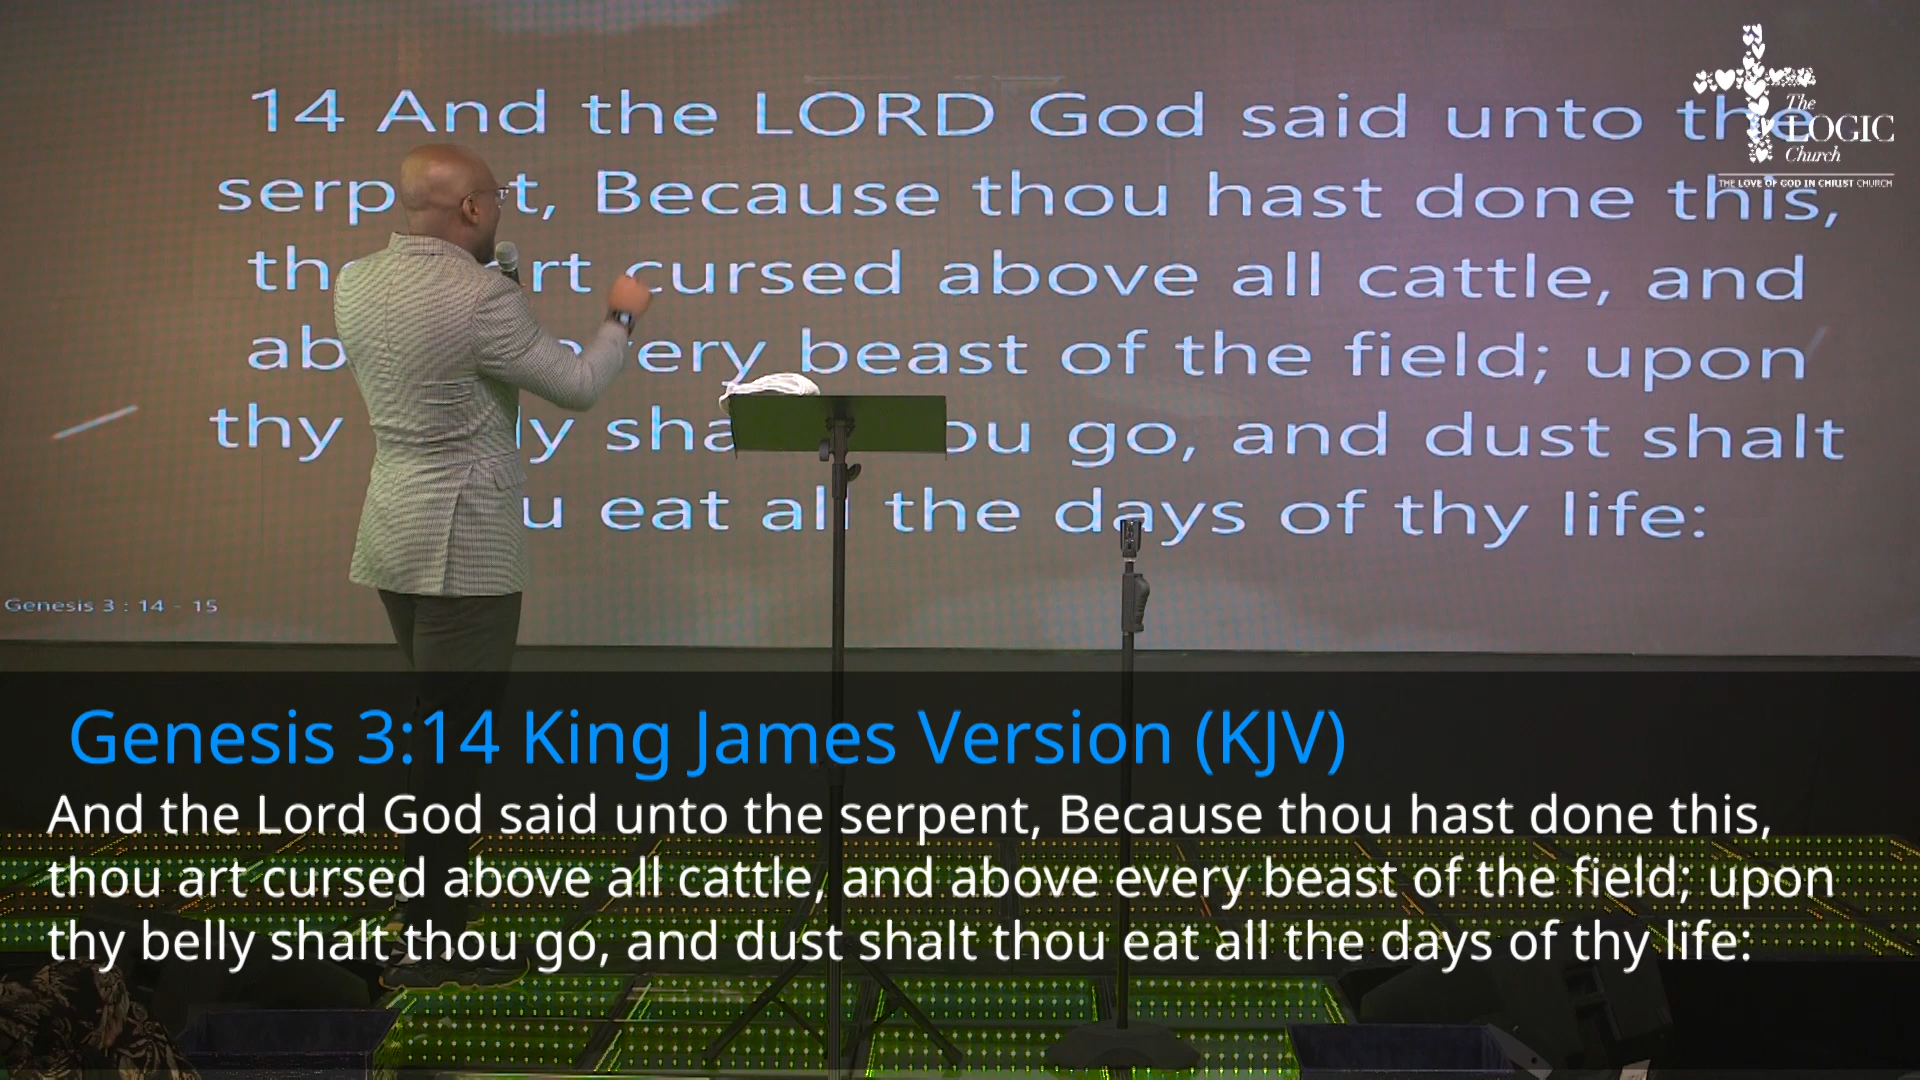 14 And the LORD God said unto the
serp t, Because thou hast done this,
th rt cursed above all cattle, and
ab very beast of the field; upon
thy ly sha ou go, and dust shalt
u eat all the days of thy life:
Genesis 3 : 14 - 15
The
LOGIC
Church
THE LOVE OF GOD IN CHRIST CHURCH
Genesis 3:14 King James Version (KJV)
And the Lord God said unto the serpent, Because thou hast done this,
thou art cursed above all cattle, and above every beast of the field; upon
thy belly shalt thou go, and dust shalt thou eat all the days of thy life: